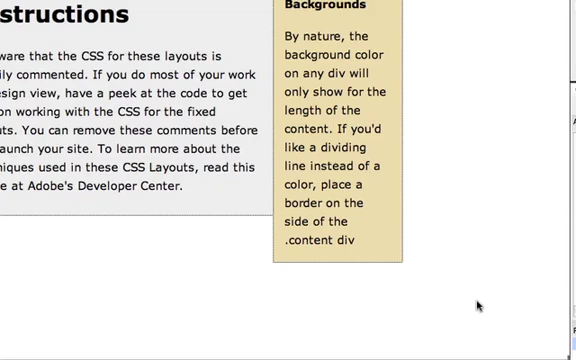 structions
ware that the CSS for these layouts is
ily commented. If you do most of your work
esign view, have a peek at the code to get
on working with the CSS for the fixed
uts. You can remove these comments before
aunch your site. To learn more about the
niques used in these CSS Layouts, read this
e at Adobe's Developer Center.
Backgrounds
By nature, the
background color
on any div will
only show for the
length of the
content. If you'd
like a dividing
line instead of a
color, place a
border on the
side of the
.content div